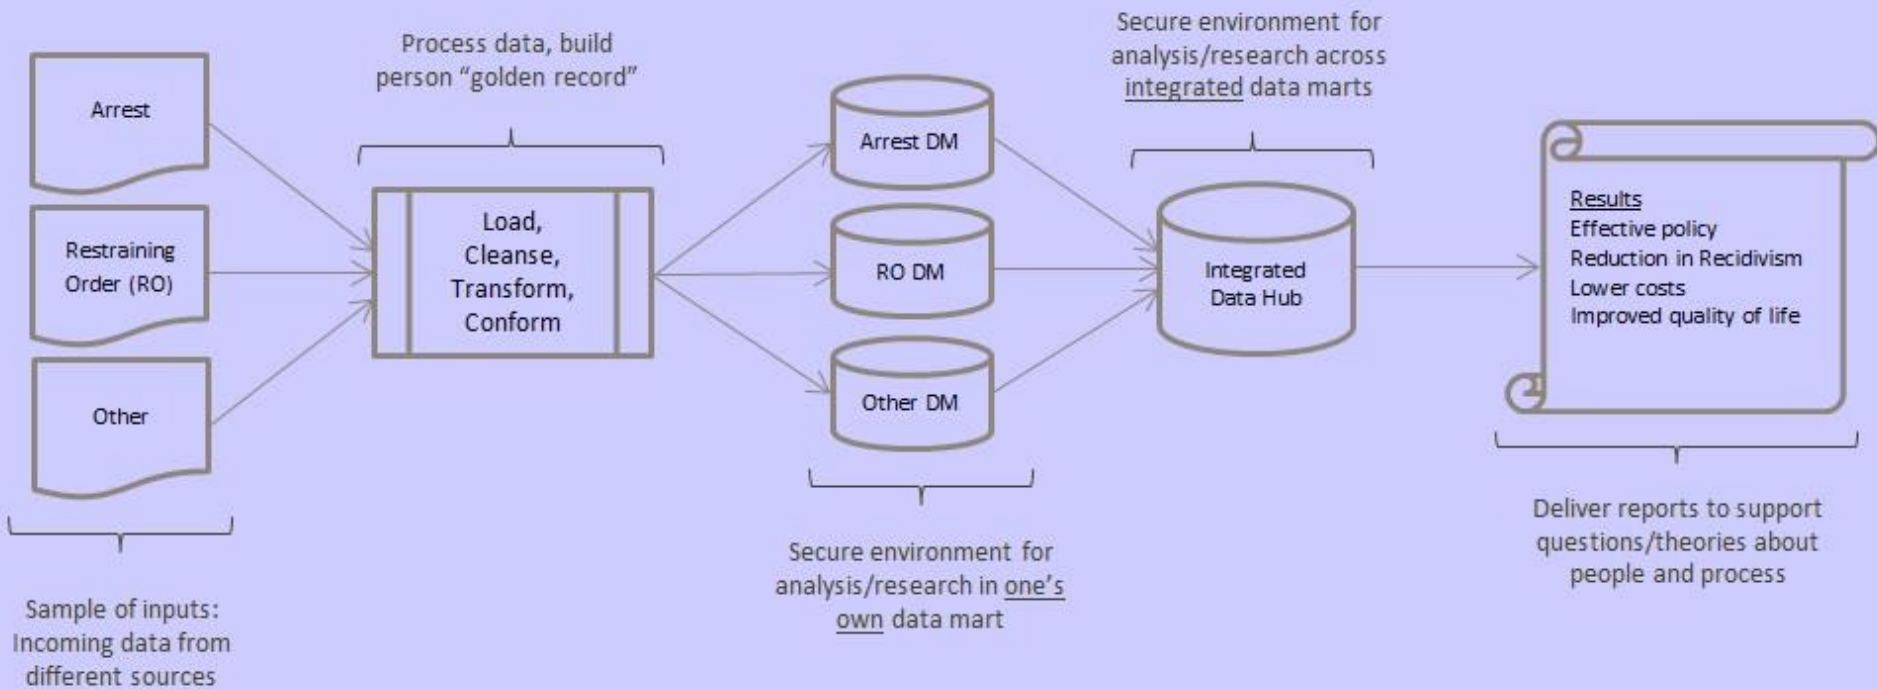 Arrest
Restraining
Order (RO)
Other
Sample of inputs:
Incoming data from
different sources
Process data, build
person “golden record”
Load,
Cleanse,
Transform,
Conform
Arrest DM
RO DM
Other DM
Secure environment for
analysis/research in one's
own data mart
Secure environment for
analysis/research across
integrated data marts
Integrated
Data Hub
Results
Effective policy
Reduction in Recidivism
Lower costs
Improved quality of life
Deliver reports to support
questions/theories about
people and process